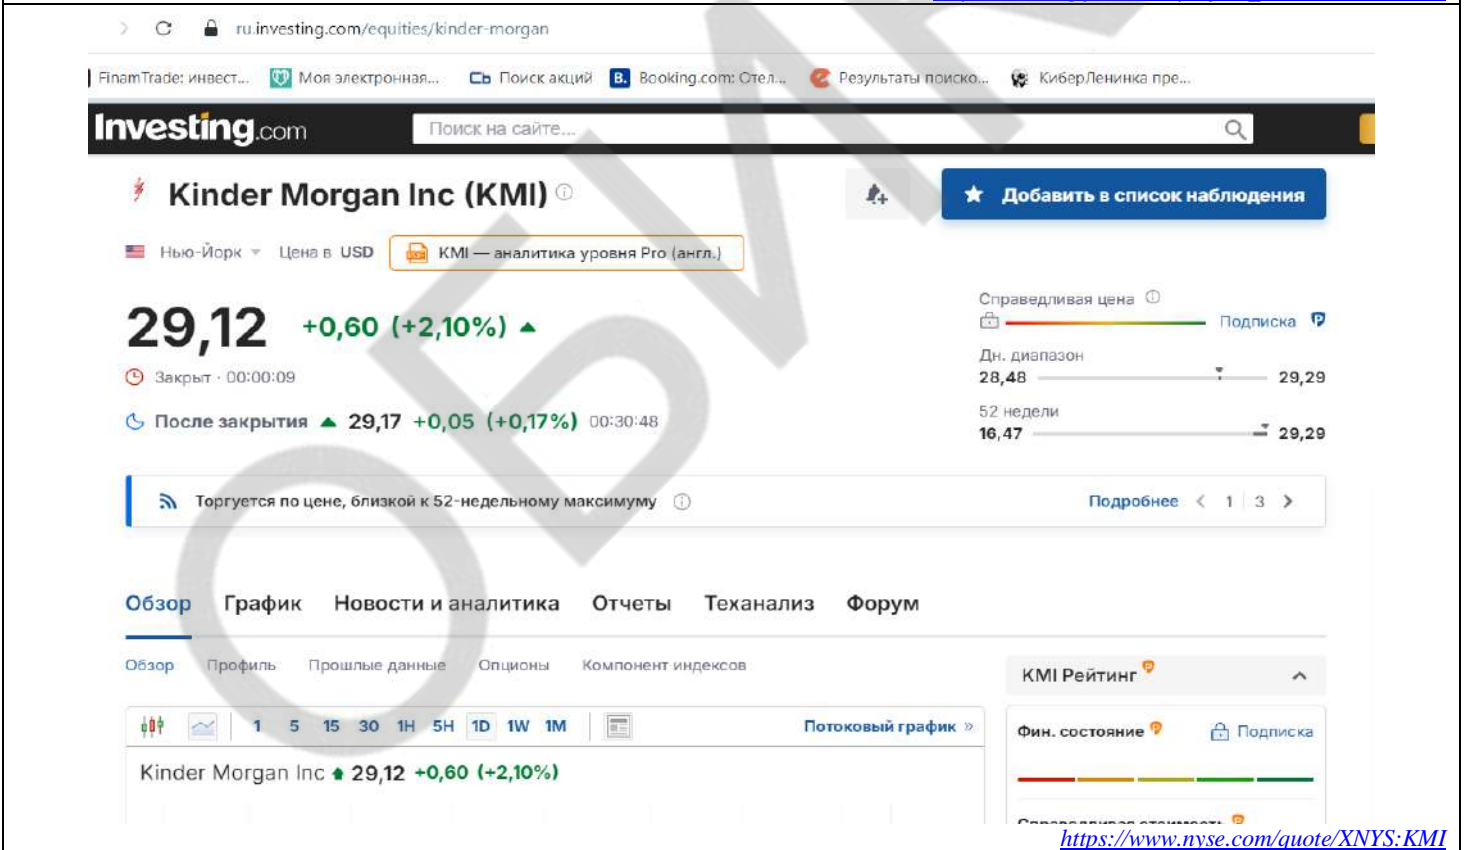 ru.investing.com/equities/kinder-morgan
FinamTrade: инвест... Моя электронная... Сь Поиск акций B. Booking.com: Отел... Результаты поиско... КиберЛенинка пре...
Investing.com Поиск на сайте...
Kinder Morgan Inc (KMI) Добавить в список наблюдения
Нью-Йорк Цена в USD KMI — аналитика уровня Pro (англ.)
29,12 +0,60 (+2,10%)
Закрыт · 00:00:09
После закрытия 29,17 +0,05 (+0,17%) 00:30:48
Справедливая цена
Подписка
Дн. диапазон
28,48 29,29
52 недели
16,47 29,29
Торгуется по цене, близкой к 52-недельному максимуму Подробнее < 1 3 >
Обзор График Новости и аналитика Отчеты Теханализ Форум
Обзор Профиль Прошлые данные Опционы Компонент индексов
KMI Рейтинг
1 5 15 30 1H 5H 1D 1W 1M Потоковый график »
Фин. состояние Подписка
Kinder Morgan Inc 29,12 +0,60 (+2,10%)
Справедливая стоимость
https://www.nyse.com/quote/XNYS:KMI